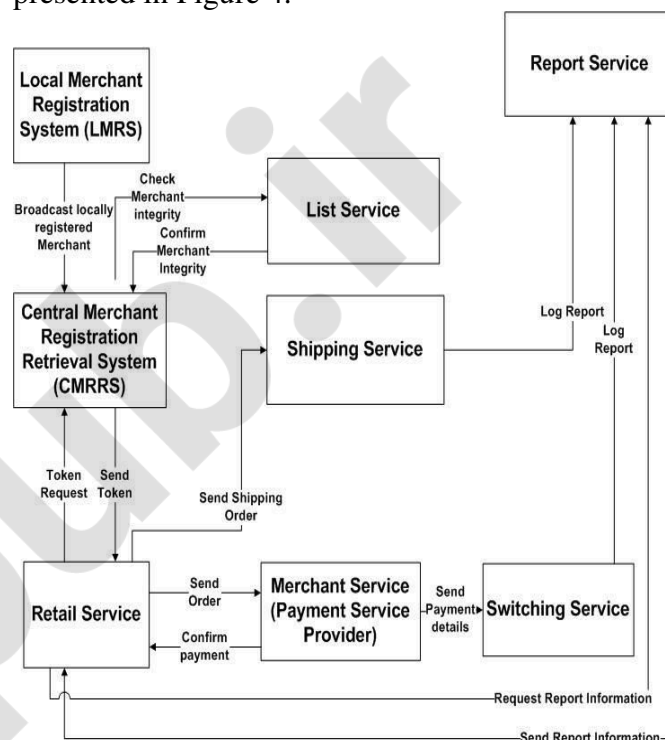 presented in Figure 4.
Report Service
Local Merchant
Registration
System (LMRS)
Check
Merchant
integrity
List Service
Broadcast locally
registered
Merchant
Confirm
Merchant
Integrity
Central Merchant
Registration
Retrieval System
(CMRRS)
Shipping Service
Log Report
Log
Report
Token
Request
Send
Token
Send Shipping
Order
Retail Service
Send
Order
Confirm
payment
Merchant Service
(Payment Service
Provider)
Send
Payment
details
Switching Service
Request Report Information
Send Report Information